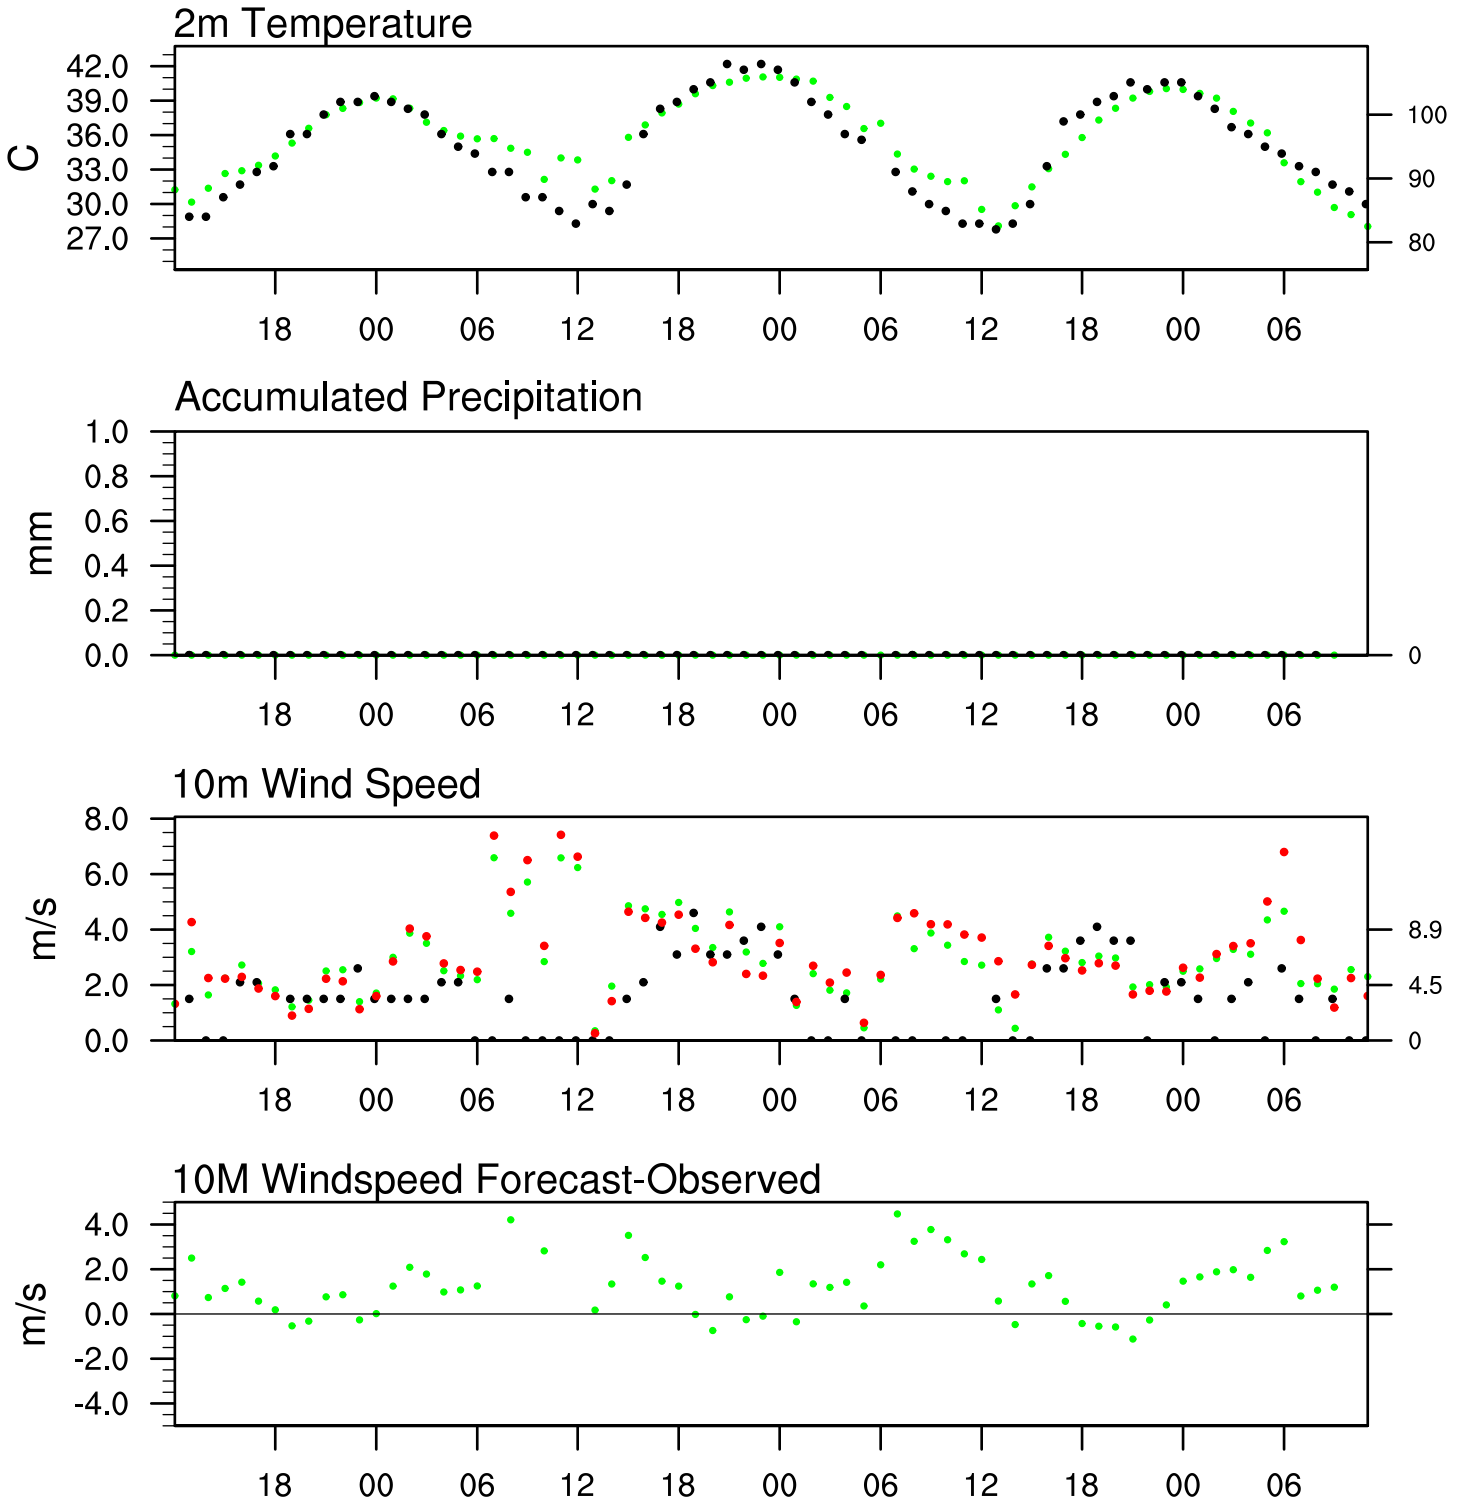 2m Temperature
42.0
39.0
36.0
33.0
30.0
27.0
C
100
90
80
18 00 06 12 18 00 06 12 18 00 06
Accumulated Precipitation
1.0
0.8
0.6
0.4
0.2
0.0
mm
0
18 00 06 12 18 00 06 12 18 00 06
10m Wind Speed
8.0
6.0
4.0
2.0
0.0
m/s
8.9
4.5
0
18 00 06 12 18 00 06 12 18 00 06
10M Windspeed Forecast-Observed
4.0
2.0
0.0
-2.0
-4.0
m/s
18 00 06 12 18 00 06 12 18 00 06